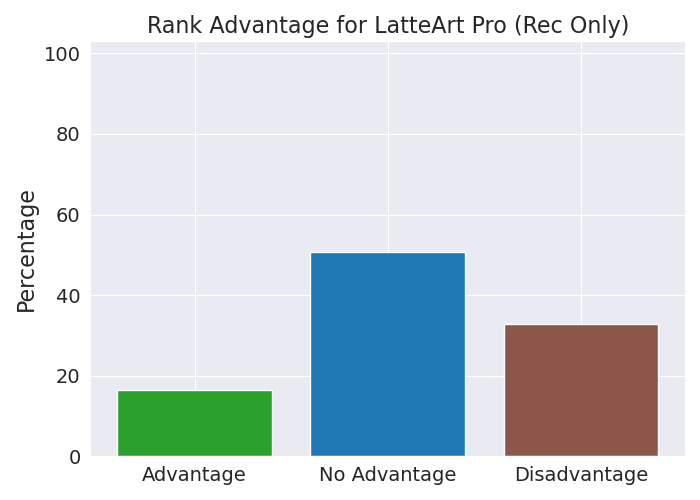 Rank Advantage for LatteArt Pro (Rec Only)
Percentage
100
80
60
40
20
0
Advantage
No Advantage
Disadvantage